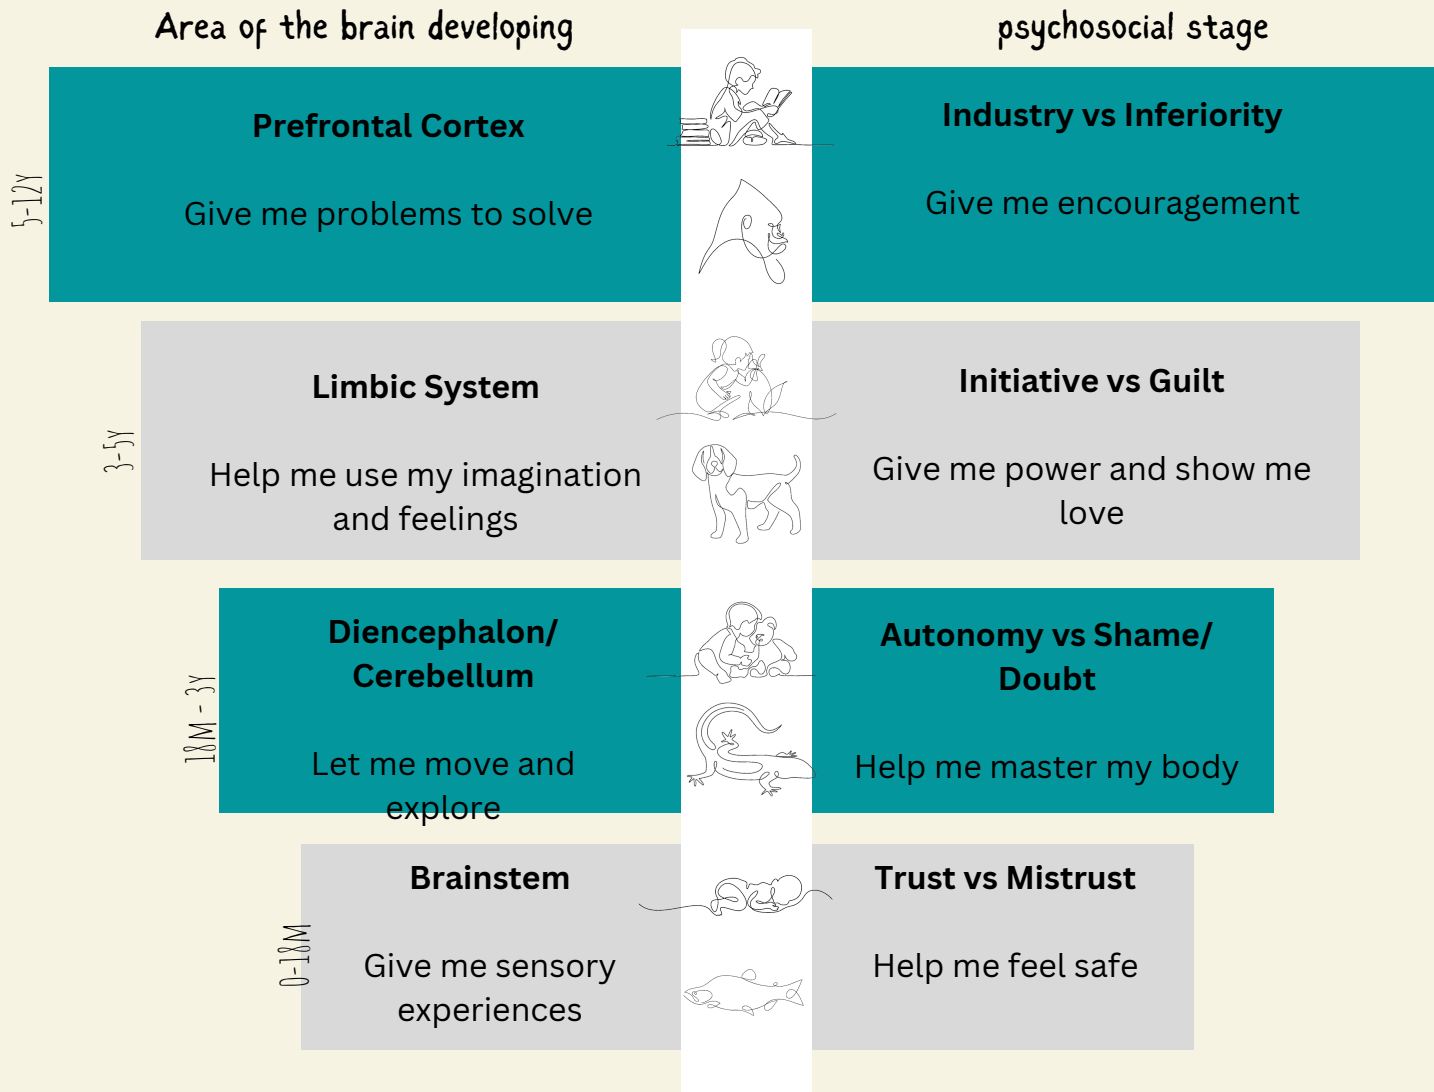 Area of the brain developing
psychosocial stage
5-12Y
Prefrontal Cortex
Give me problems to solve
Industry vs Inferiority
Give me encouragement
3-5Y
Limbic System
Help me use my imagination
and feelings
Initiative vs Guilt
Give me power and show me
love
18M - 3Y
Diencephalon/
Cerebellum
Let me move and
explore
Autonomy vs Shame/
Doubt
Help me master my body
0-18M
Brainstem
Give me sensory
experiences
Trust vs Mistrust
Help me feel safe